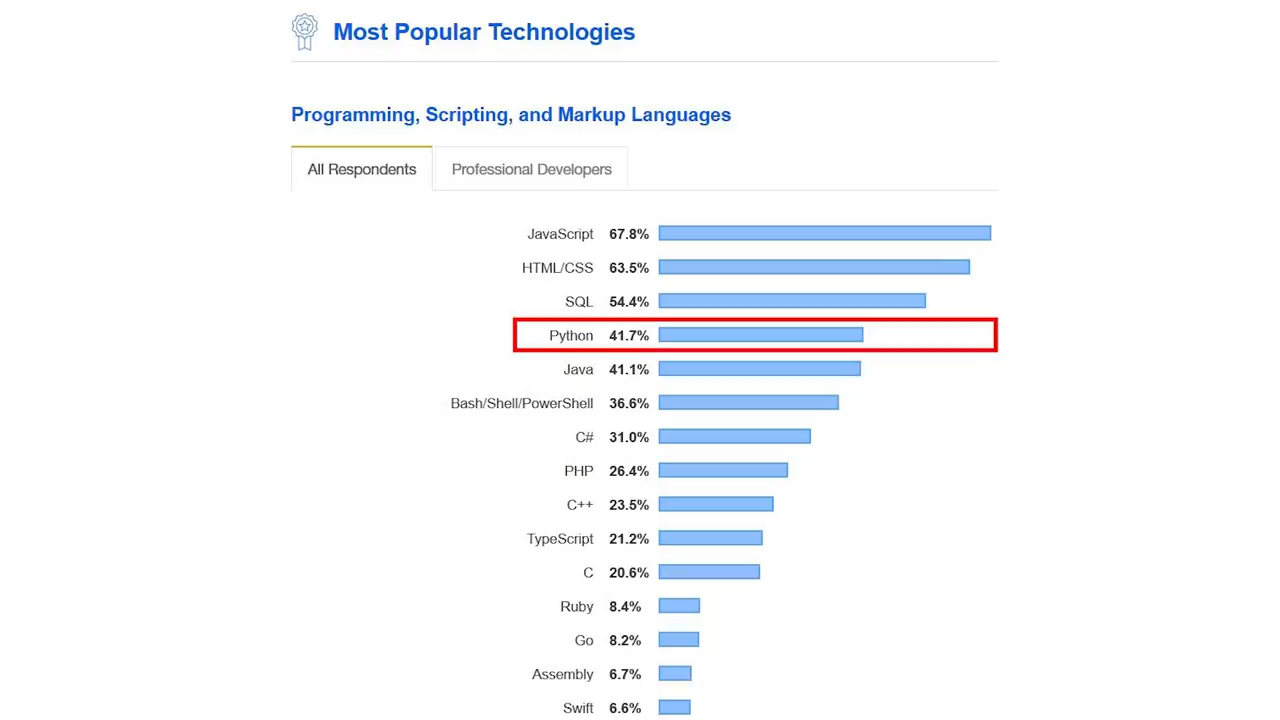 Most Popular Technologies
Programming, Scripting, and Markup Languages
All Respondents Professional Developers
JavaScript 67.8%
HTML/CSS 63.5%
SQL 54.4%
Python 41.7%
Java 41.1%
Bash/Shell/PowerShell 36.6%
C# 31.0%
PHP 26.4%
C++ 23.5%
TypeScript 21.2%
C 20.6%
Ruby 8.4%
Go 8.2%
Assembly 6.7%
Swift 6.6%